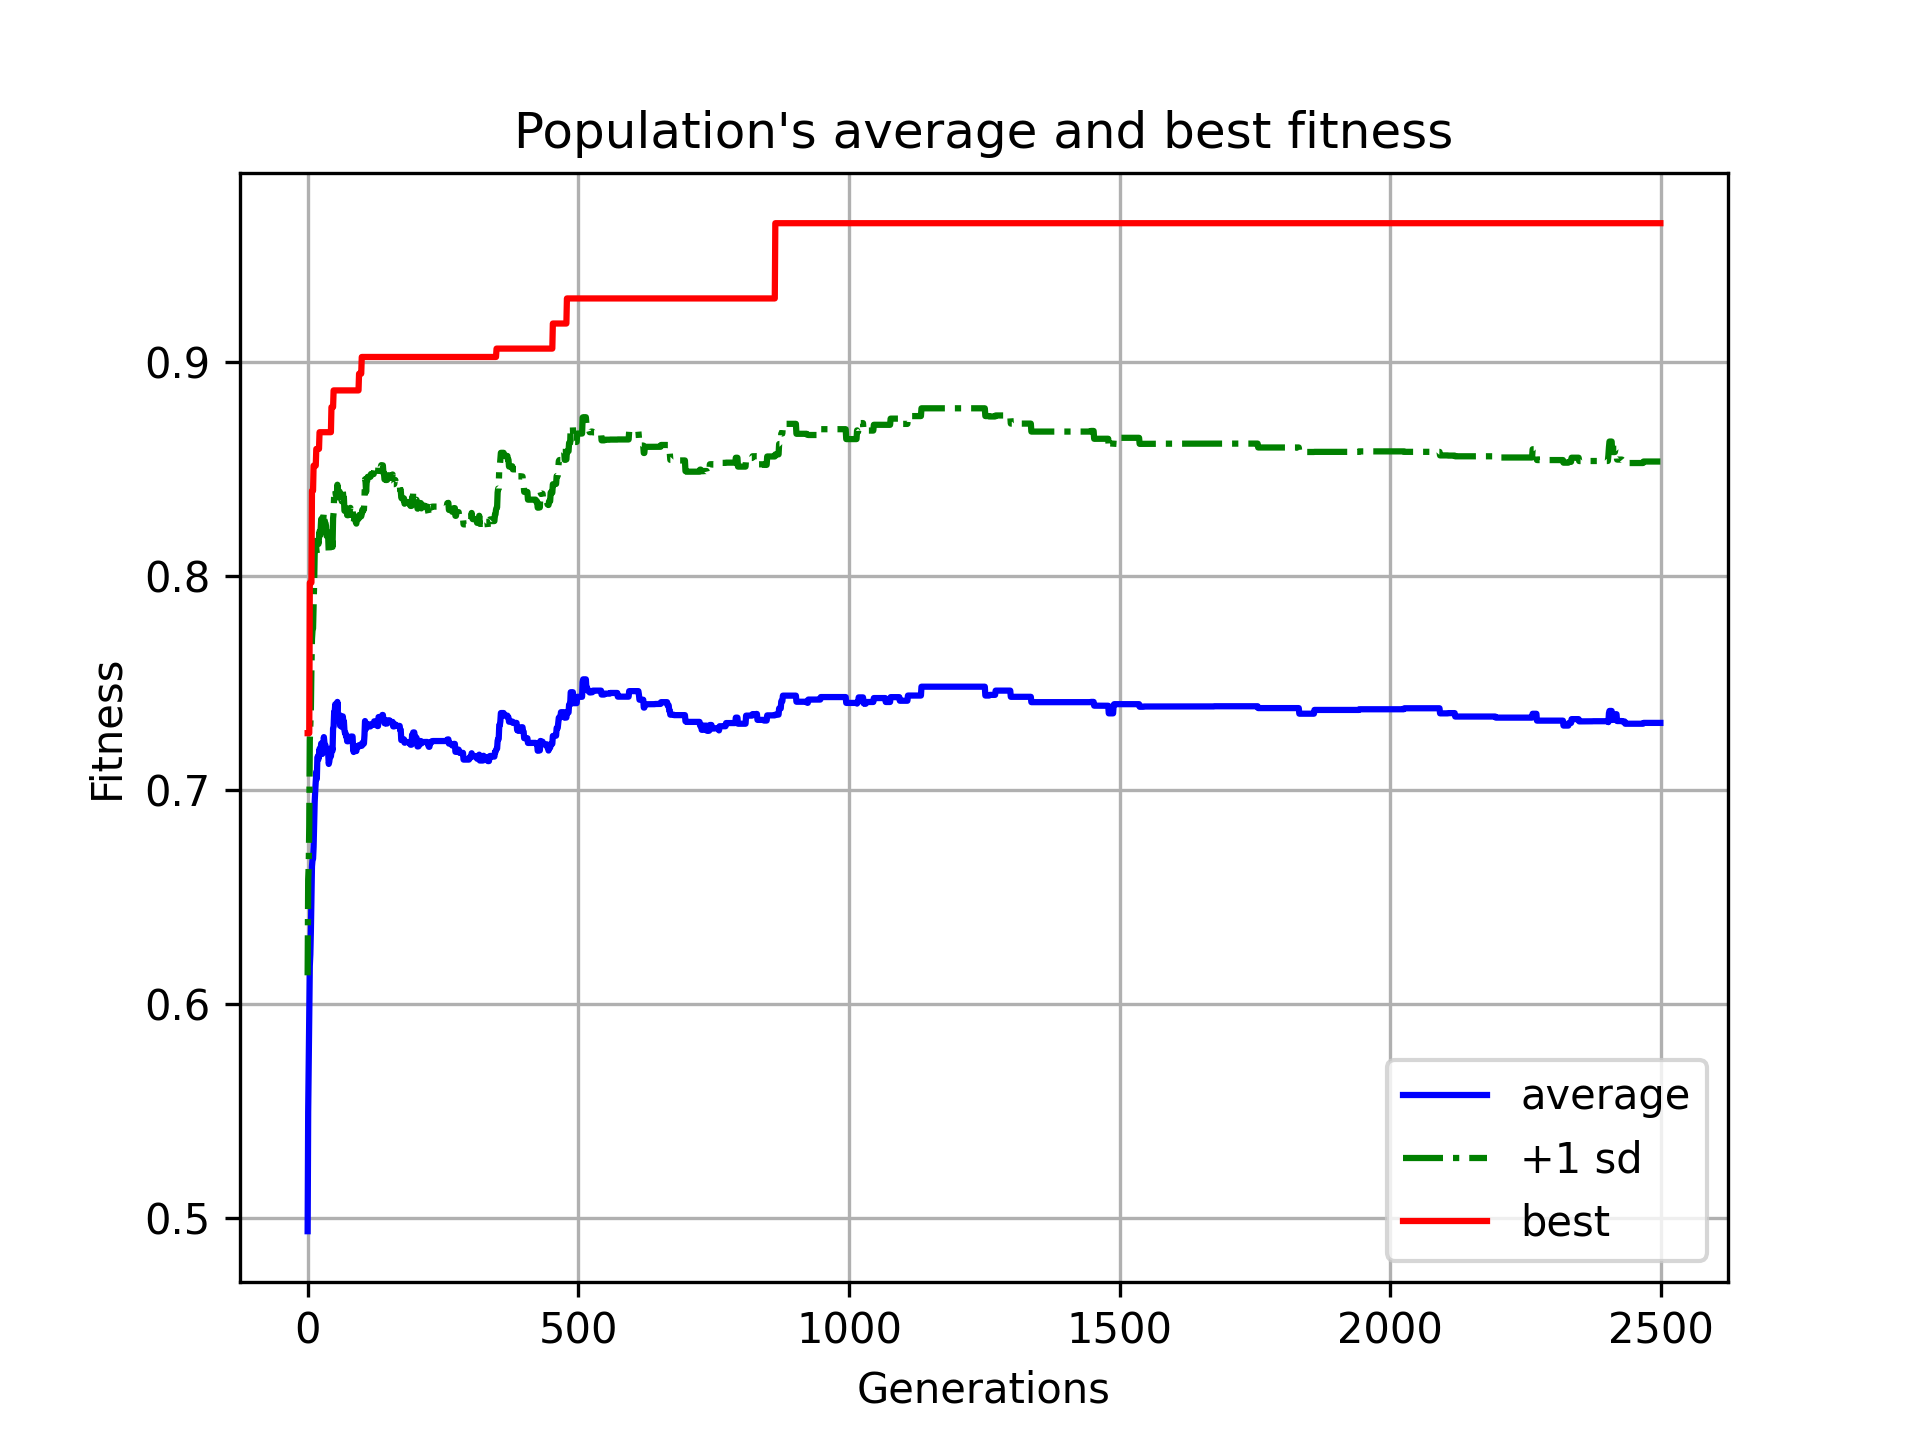 Population's average and best fitness
Fitness
0.9
0.8
0.7
0.6
0.5
0 500 1000 1500 2000 2500
Generations
average
+1 sd
best